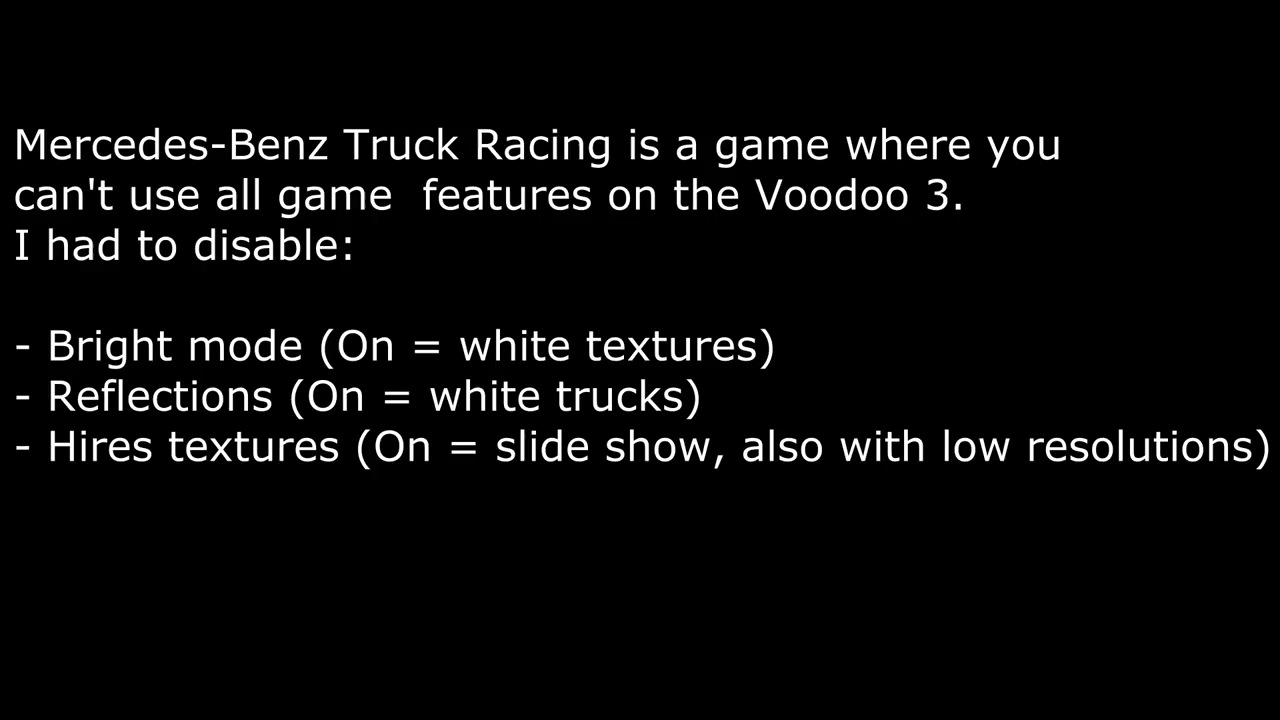 Mercedes-Benz Truck Racing is a game where you
can't use all game  features on the Voodoo 3.
I had to disable:
- Bright mode (On = white textures)
- Reflections (On = white trucks)
- Hires textures (On = slide show, also with low resolutions)